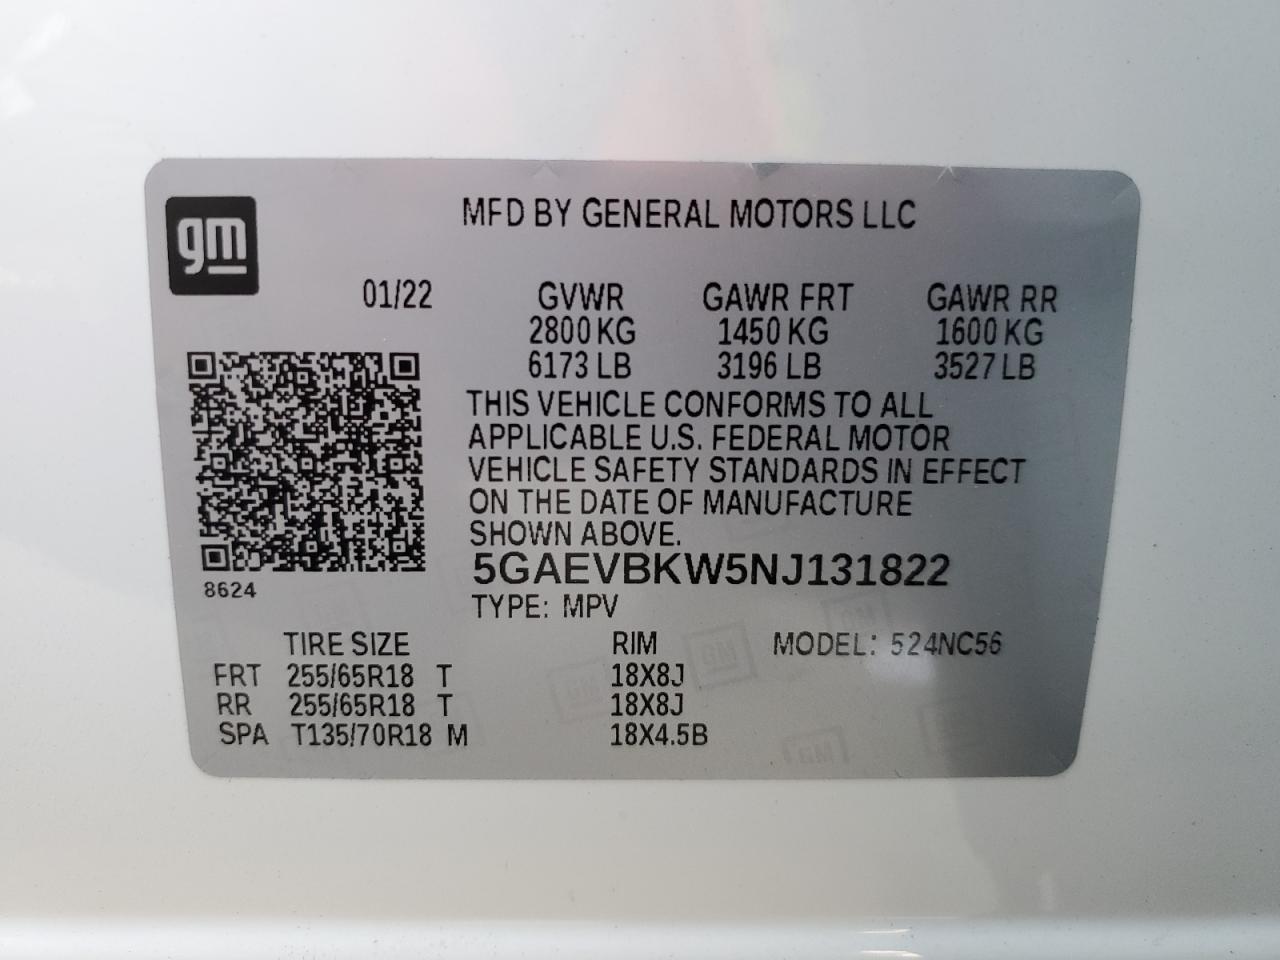 gm
MFD BY GENERAL MOTORS LLC
01/22 GVWR GAWR FRT GAWR RR
2800 KG 1450 KG 1600 KG
6173 LB 3196 LB 3527 LB
THIS VEHICLE CONFORMS TO ALL
APPLICABLE U.S. FEDERAL MOTOR
VEHICLE SAFETY STANDARDS IN EFFECT
ON THE DATE OF MANUFACTURE
SHOWN ABOVE.
5GAEVBKW5NJ131822
8624
TYPE: MPV
TIRE SIZE RIM MODEL: 524NC56
FRT 255/65R18 T 18X8J
RR 255/65R18 T 18X8J
SPA T135/70R18 M 18X4.5B
GM
GM
GM